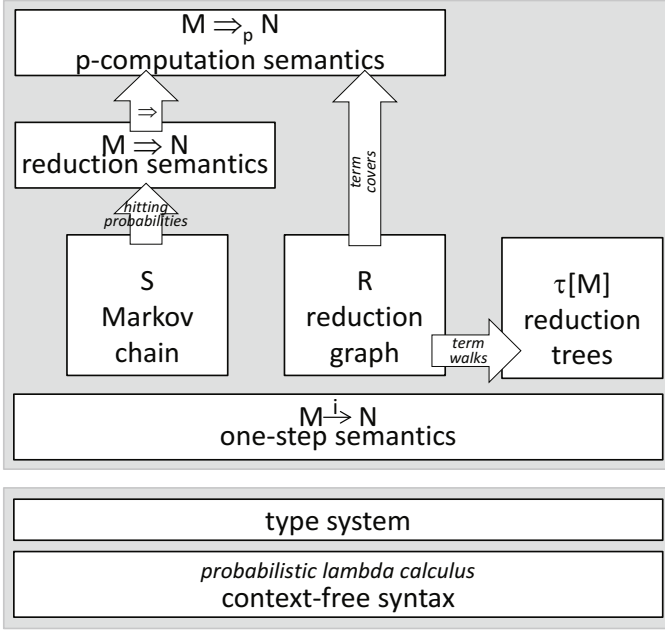 M ⇒p N
p-computation semantics
⇒
M ⇒ N
reduction semantics
hitting
probabilities
term
covers
S
Markov
chain
R
reduction
graph
term
walks
τ[M]
reduction
trees
M i→ N
one-step semantics
type system
probabilistic lambda calculus
context-free syntax